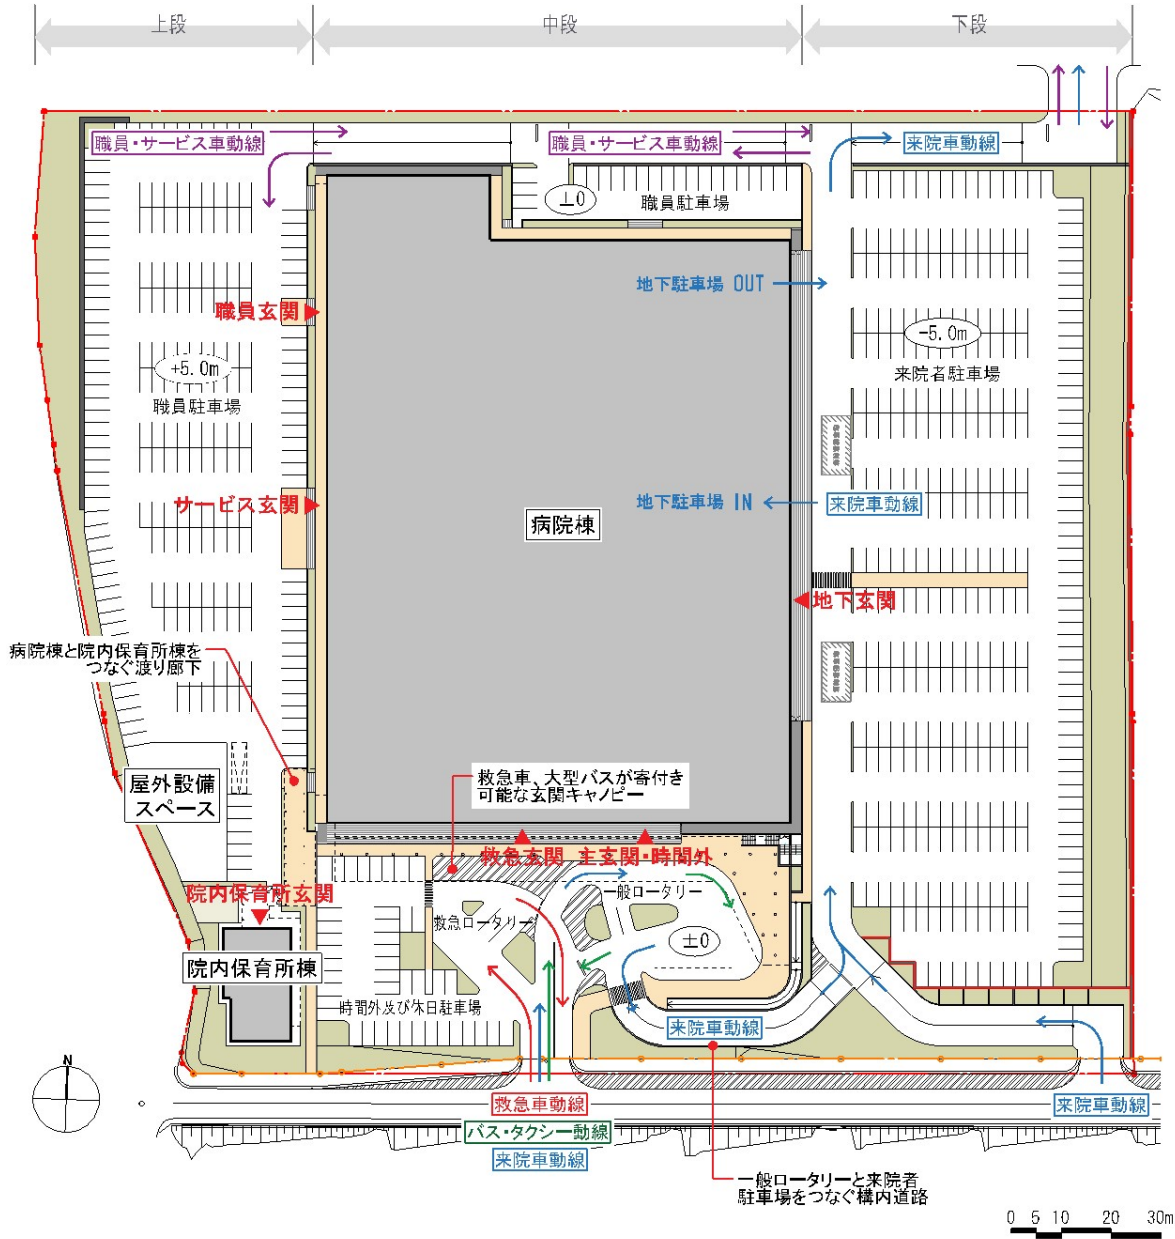 上段
中段
下段
職員・サービス車動線
職員・サービス車動線
来院車動線
⊥0
職員駐車場
地下駐車場 OUT
職員玄関
-5.0m
来院者駐車場
+5.0m
職員駐車場
サービス玄関
地下駐車場 IN
来院車動線
病院棟
地下玄関
病院棟と院内保育所棟を
つなぐ渡り廊下
屋外設備
スペース
救急車、大型バスが寄付き
可能な玄関キャノピー
救急玄関
主玄関・時間外
院内保育所玄関
一般ロータリー
救急ロータリー
±0
院内保育所棟
時間外及び休日駐車場
来院車動線
N
救急車動線
バス・タクシー動線
来院車動線
来院車動線
一般ロータリーと来院者
駐車場をつなぐ構内道路
0 5 10 20 30m